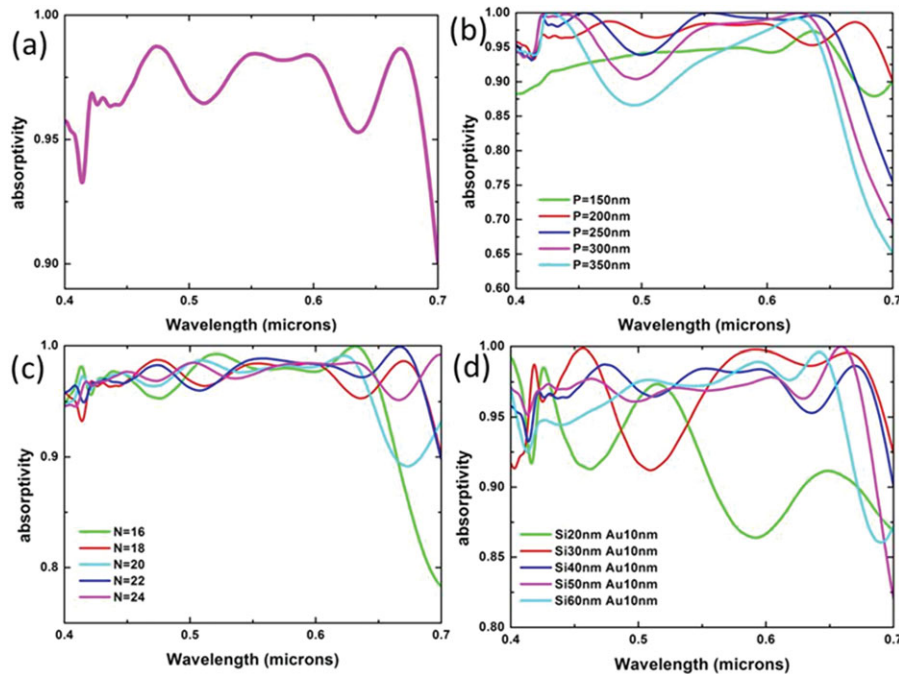 (a)
1.00
0.95
0.90
absorptivity
0.4 0.5 0.6 0.7
Wavelength (microns)
(b)
1.00
0.95
0.90
0.85
0.80
0.75
0.70
0.65
0.60
absorptivity
P=150nm
P=200nm
P=250nm
P=300nm
P=350nm
0.4 0.5 0.6 0.7
Wavelength (microns)
(c)
1.0
0.9
0.8
absorptivity
N=16
N=18
N=20
N=22
N=24
0.4 0.5 0.6 0.7
Wavelength (microns)
(d)
1.00
0.95
0.90
0.85
0.80
absorptivity
Si20nm Au10nm
Si30nm Au10nm
Si40nm Au10nm
Si50nm Au10nm
Si60nm Au10nm
0.4 0.5 0.6 0.7
Wavelength (microns)